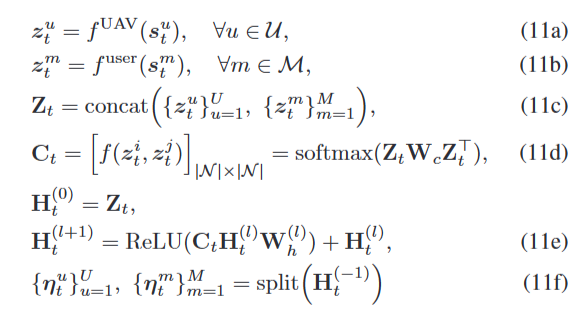 z_t^u = f^{UAV}(s_t^u), ∀u ∈ 𝒰, (11a)
z_t^m = f^{user}(s_t^m), ∀m ∈ ℳ, (11b)
Z_t = concat({z_t^u}_{u=1}^U, {z_t^m}_{m=1}^M), (11c)
C_t = [f(z_t^i, z_t^j)]_{|𝒩|×|𝒩|} = softmax(Z_t W_c Z_t^⊤), (11d)
H_t^{(0)} = Z_t,
H_t^{(l+1)} = ReLU(C_t H_t^{(l)} W_h^{(l)}) + H_t^{(l)}, (11e)
{η_t^u}_{u=1}^U, {η_t^m}_{m=1}^M = split(H_t^{(-1)}) (11f)